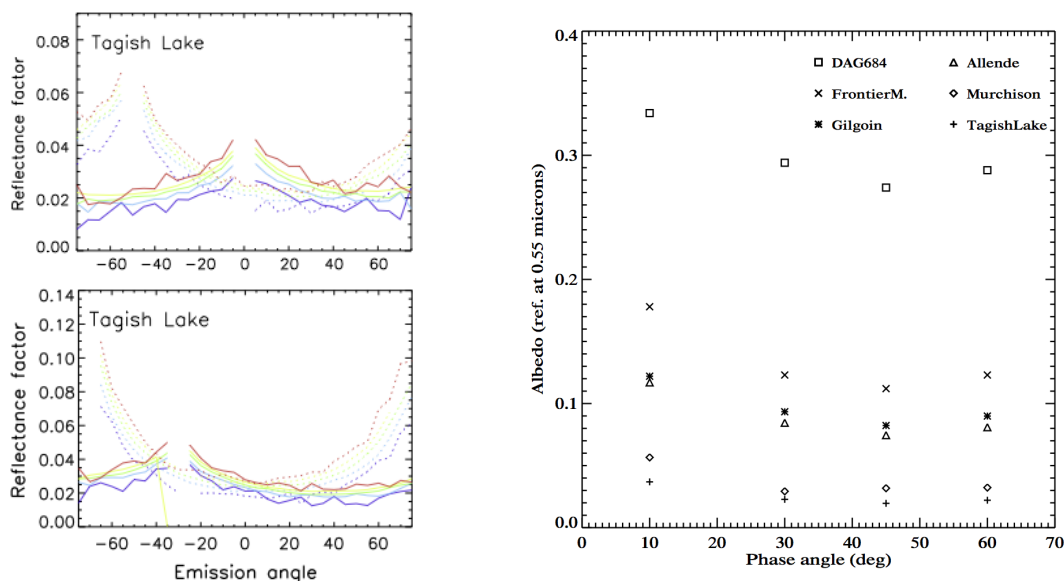 0.08
Tagish Lake
0.06
0.04
0.02
0.00
Reflectance factor
−60 −40 −20 0 20 40 60
0.14
Tagish Lake
0.12
0.10
0.08
0.06
0.04
0.02
0.00
Reflectance factor
−60 −40 −20 0 20 40 60
Emission angle
0.4
DAG684 Allende
FrontierM. Murchison
Gilgoin TagishLake
0.3
0.2
0.1
0.0
Albedo (ref. at 0.55 microns)
0 10 20 30 40 50 60 70
Phase angle (deg)